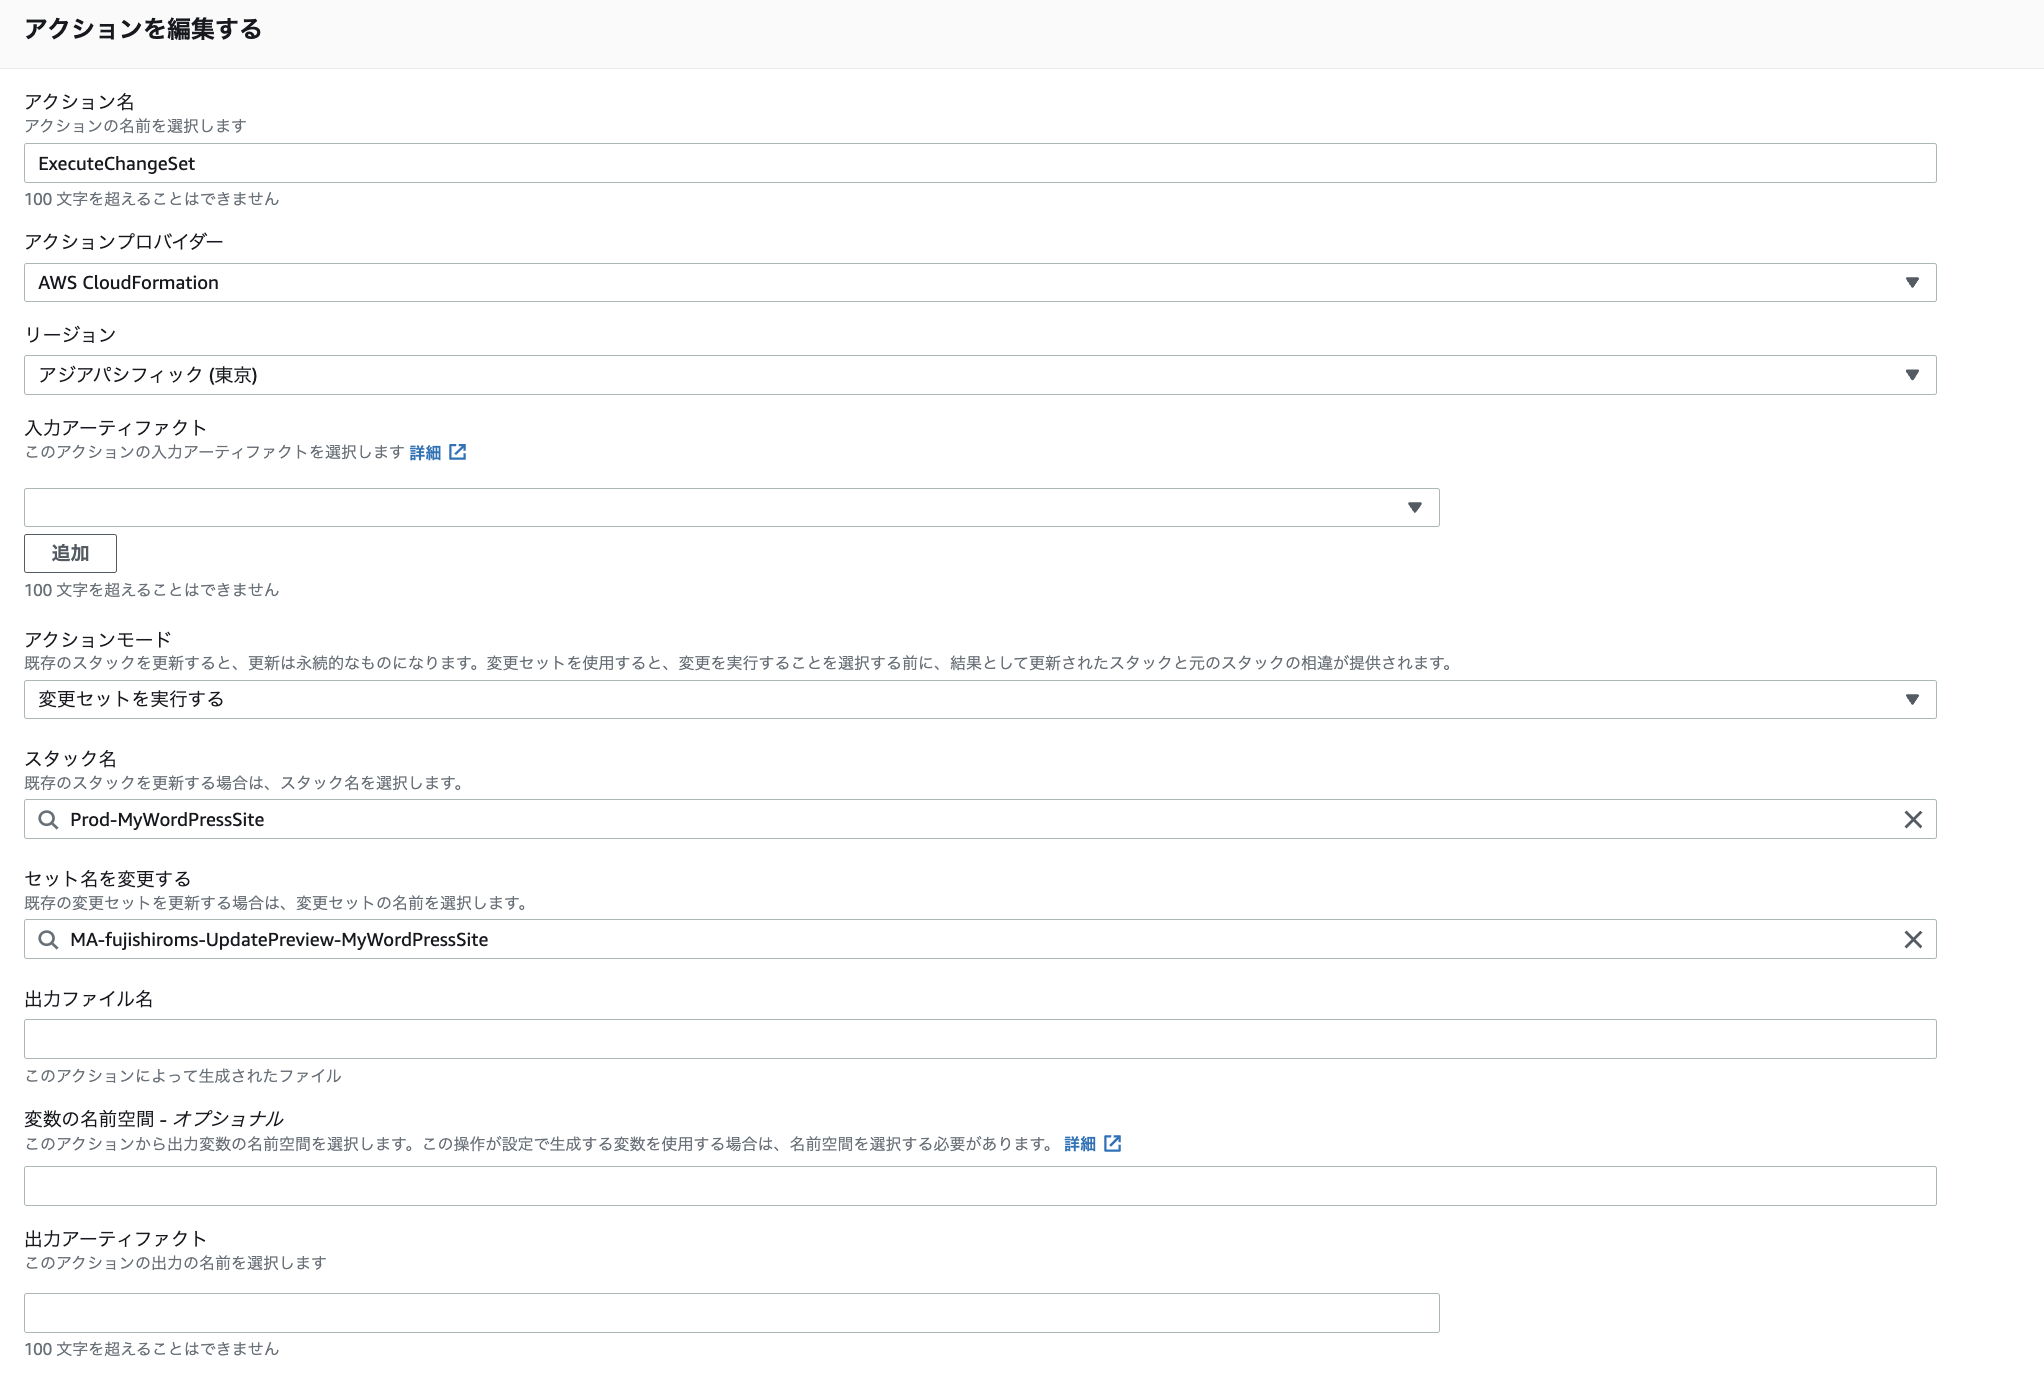 アクションを編集する
アクション名
アクションの名前を選択します
ExecuteChangeSet
100 文字を超えることはできません
アクションプロバイダー
AWS CloudFormation
リージョン
アジアパシフィック (東京)
入力アーティファクト
このアクションの入力アーティファクトを選択します 詳細
追加
100 文字を超えることはできません
アクションモード
既存のスタックを更新すると、更新は永続的なものになります。変更セットを使用すると、変更を実行することを選択する前に、結果として更新されたスタックと元のスタックの相違が提供されます。
変更セットを実行する
スタック名
既存のスタックを更新する場合は、スタック名を選択します。
Prod-MyWordPressSite
セット名を変更する
既存の変更セットを更新する場合は、変更セットの名前を選択します。
MA-fujishiroms-UpdatePreview-MyWordPressSite
出力ファイル名
このアクションによって生成されたファイル
変数の名前空間 - オプショナル
このアクションから出力変数の名前空間を選択します。この操作が設定で生成する変数を使用する場合は、名前空間を選択する必要があります。 詳細
出力アーティファクト
このアクションの出力の名前を選択します
100 文字を超えることはできません